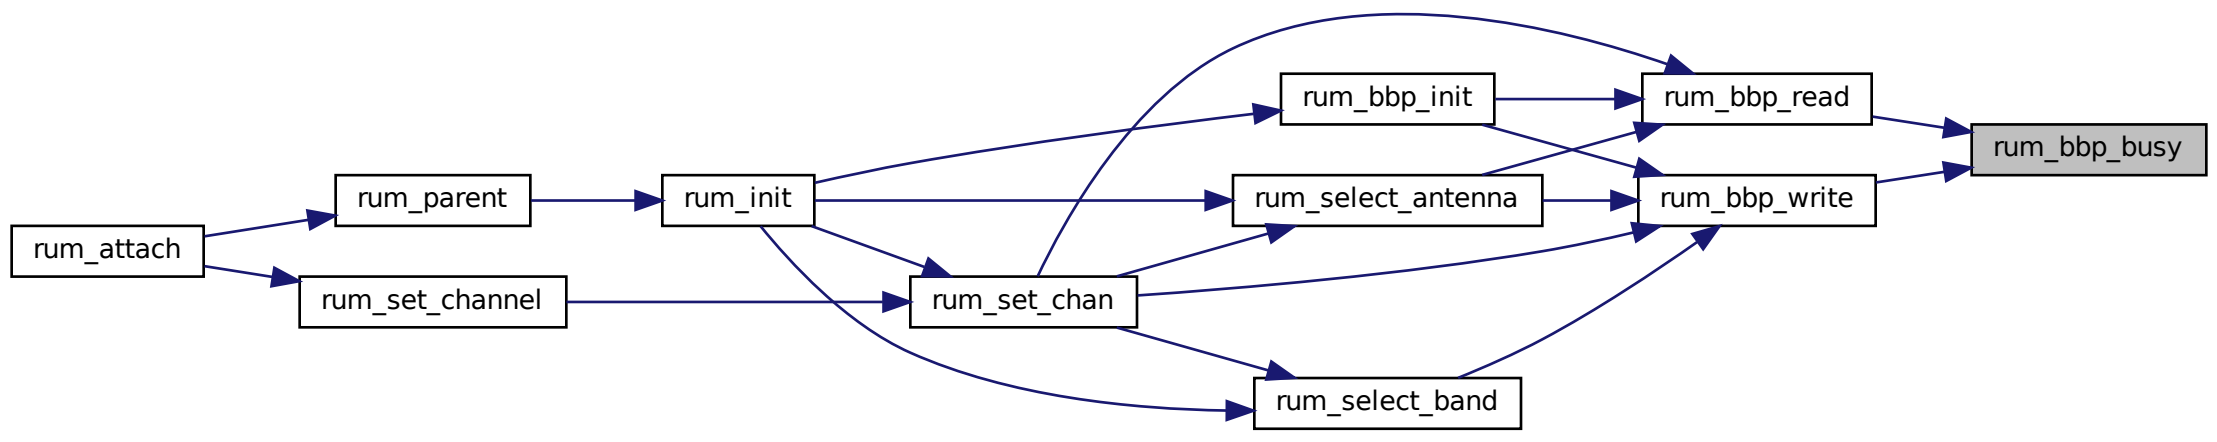 rum_bbp_init
rum_bbp_read
rum_bbp_busy
rum_parent
rum_init
rum_select_antenna
rum_bbp_write
rum_attach
rum_set_channel
rum_set_chan
rum_select_band